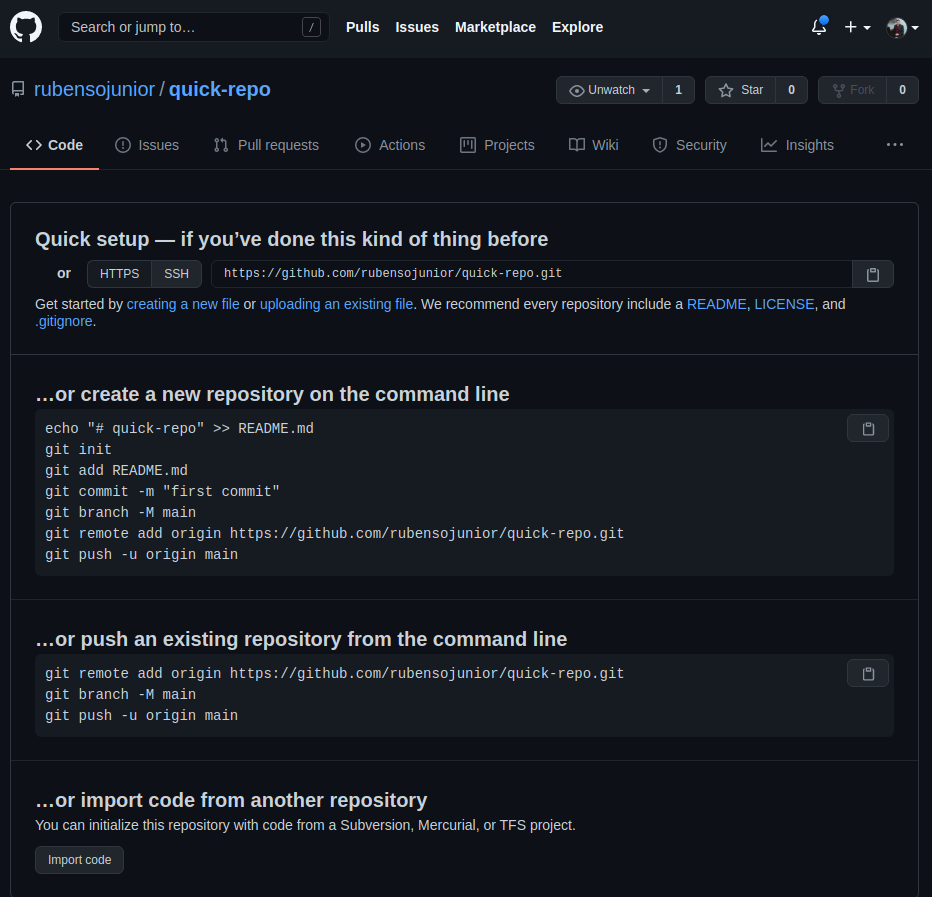 Search or jump to… /
Pulls Issues Marketplace Explore
rubensojunior / quick-repo
Unwatch 1 Star 0 Fork 0
Code Issues Pull requests Actions Projects Wiki Security Insights
Quick setup — if you’ve done this kind of thing before
or HTTPS SSH https://github.com/rubensojunior/quick-repo.git
Get started by creating a new file or uploading an existing file. We recommend every repository include a README, LICENSE, and
.gitignore.
…or create a new repository on the command line
echo "# quick-repo" >> README.md
git init
git add README.md
git commit -m "first commit"
git branch -M main
git remote add origin https://github.com/rubensojunior/quick-repo.git
git push -u origin main
…or push an existing repository from the command line
git remote add origin https://github.com/rubensojunior/quick-repo.git
git branch -M main
git push -u origin main
…or import code from another repository
You can initialize this repository with code from a Subversion, Mercurial, or TFS project.
Import code